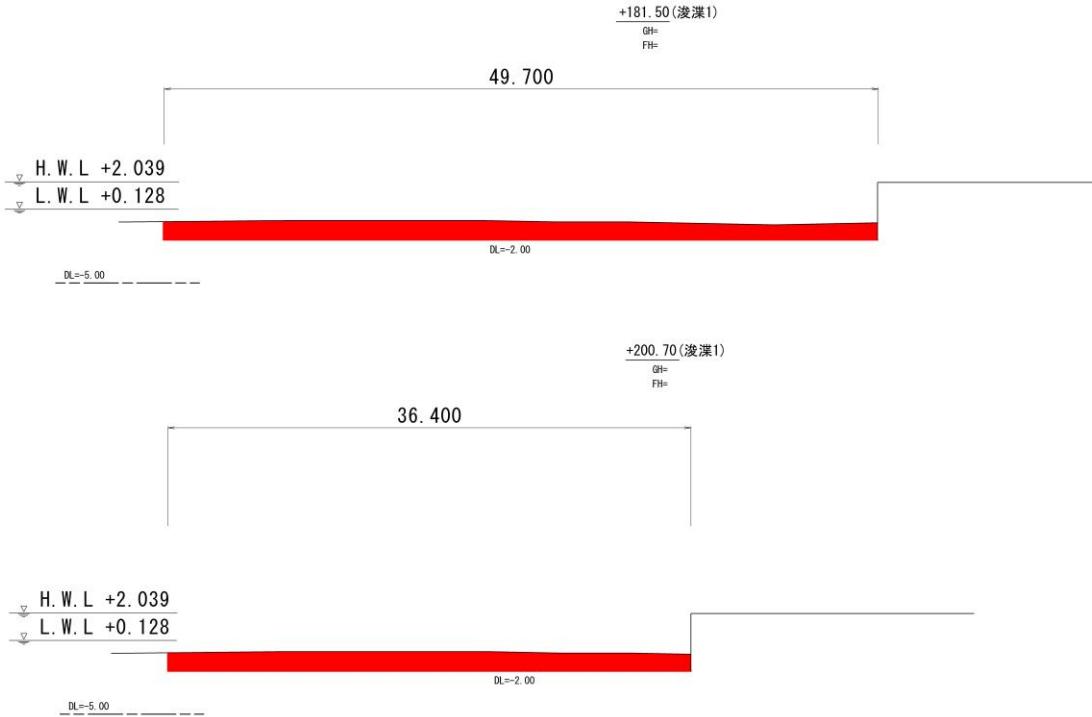 +181.50(浚渫1)
GH=
FH=
49.700
H.W.L +2.039
L.W.L +0.128
DL=-2.00
DL=-5.00
+200.70(浚渫1)
GH=
FH=
36.400
H.W.L +2.039
L.W.L +0.128
DL=-2.00
DL=-5.00